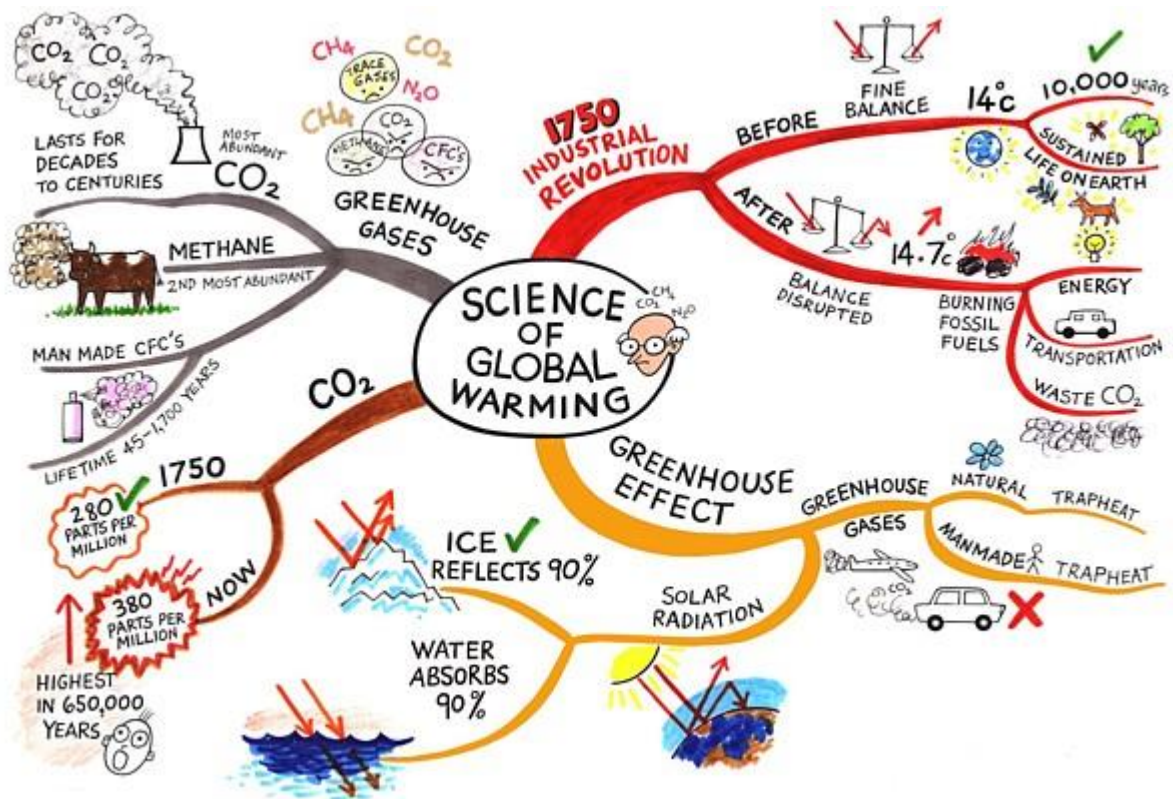 SCIENCE
OF
GLOBAL
WARMING
CH4
CO2
N2O
1750
INDUSTRIAL
REVOLUTION
BEFORE
FINE
BALANCE
14°C
10,000 years
SUSTAINED
LIFE ON EARTH
AFTER
BALANCE
DISRUPTED
14.7°C
BURNING
FOSSIL
FUELS
ENERGY
TRANSPORTATION
WASTE CO2
GREENHOUSE
EFFECT
GREENHOUSE
GASES
NATURAL TRAPHEAT
MANMADE TRAPHEAT
CO2
SOLAR
RADIATION
ICE
REFLECTS 90%
WATER
ABSORBS
90%
CO2
1750
280
PARTS PER
MILLION
NOW
380
PARTS PER
MILLION
HIGHEST
IN 650,000
YEARS
GREENHOUSE
GASES
CH4
CO2
TRACE
GASES
N2O
CH4
CO2
METHANE
CFC'S
CO2
CO2
CO2
MOST
ABUNDANT
CO2
LASTS FOR
DECADES
TO CENTURIES
METHANE
2ND MOST ABUNDANT
MAN MADE CFC'S
LIFETIME 45-1,700 YEARS